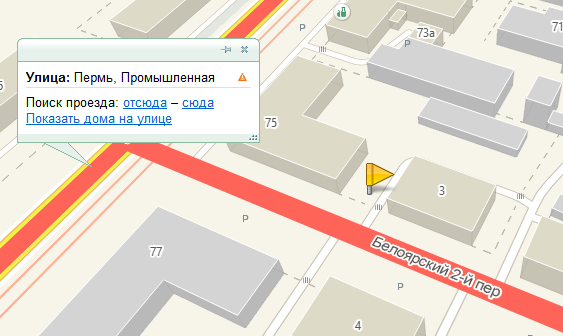 73а
71
P
Улица: Пермь, Промышленная
Поиск проезда: отсюда – сюда
Показать дома на улице
75
P
3
P
77
Белоярский 2-й пер
P
4